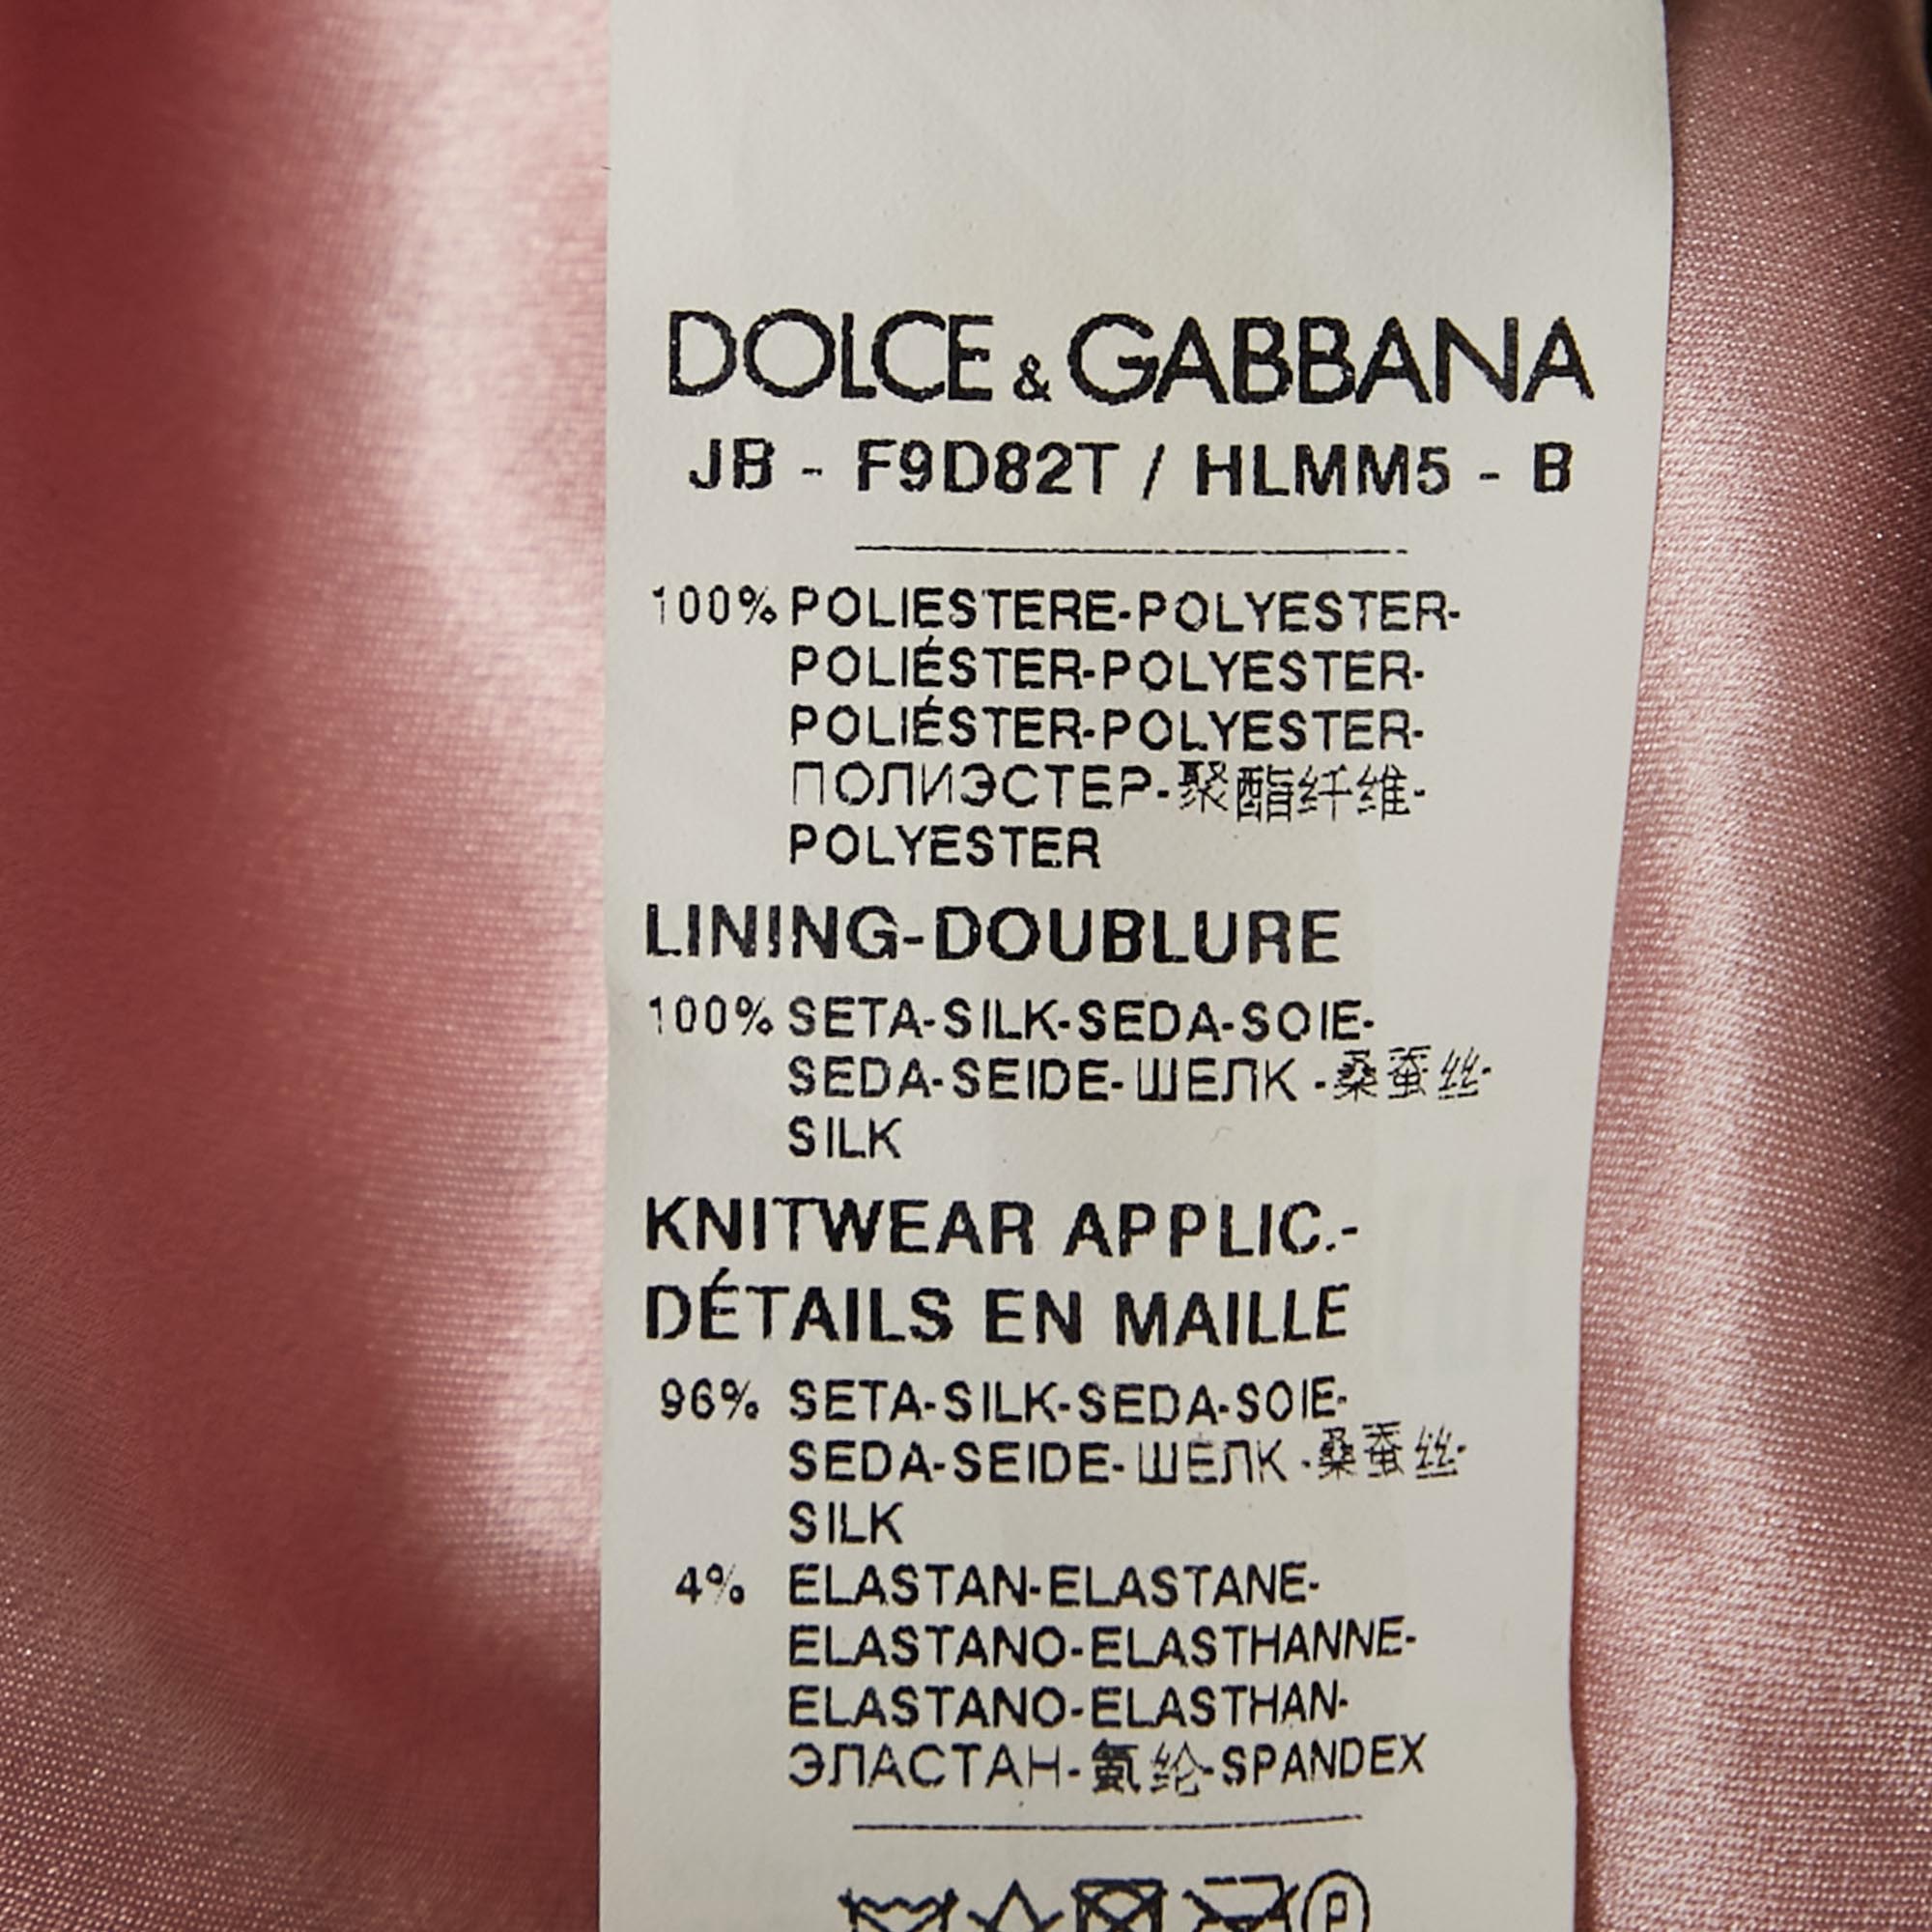 DOLCE & GABBANA
JB - F9D82T / HLMM5 - B
100% POLIESTERE-POLYESTER-
POLIÉSTER-POLYESTER-
POLIÉSTER-POLYESTER-
ПОЛИЭСТЕР-聚酯纤维-
POLYESTER
LINING-DOUBLURE
100% SETA-SILK-SEDA-SOIE-
SEDA-SEIDE-ШЕЛК-桑蚕丝-
SILK
KNITWEAR APPLIC.-
DÉTAILS EN MAILLE
96% SETA-SILK-SEDA-SOIE-
SEDA-SEIDE-ШЕЛК-桑蚕丝-
SILK
4% ELASTAN-ELASTANE-
ELASTANO-ELASTHANNE-
ELASTANO-ELASTHAN-
ЭЛАСТАН-氨纶-SPANDEX
P